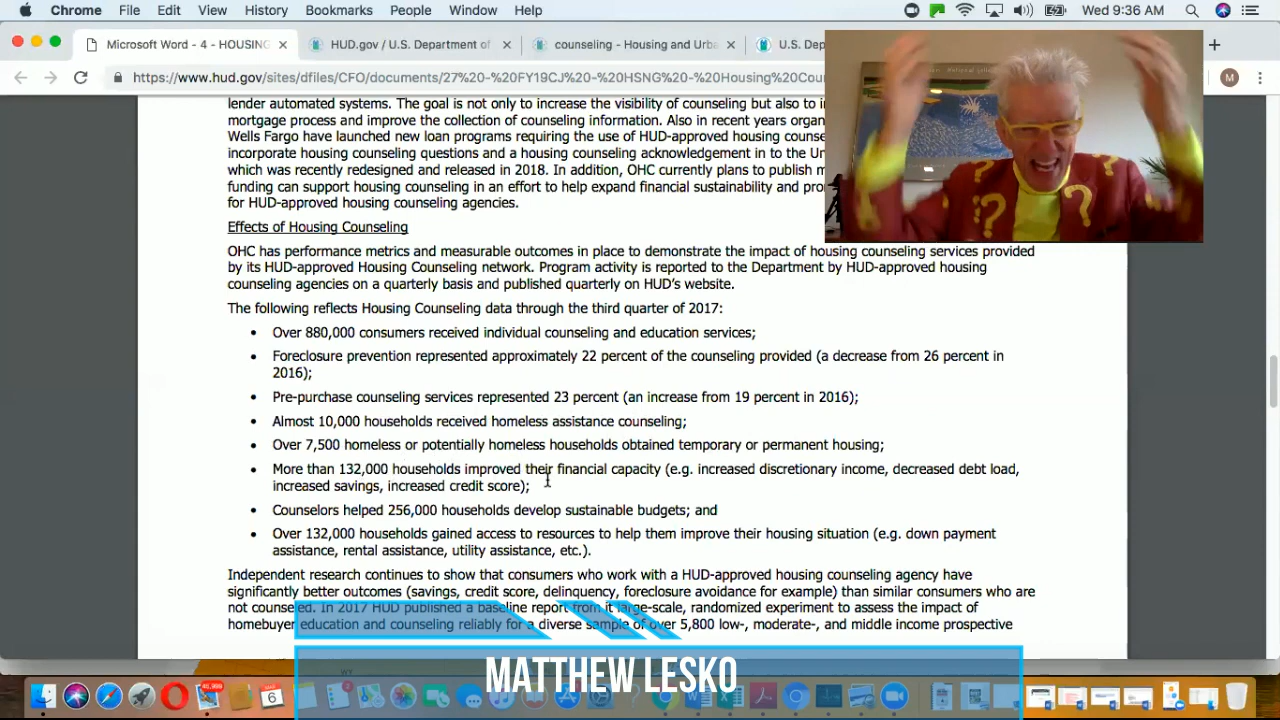 Chrome File Edit View History Bookmarks People Window Help Wed 9:36 AM
Microsoft Word - 4 - HOUSING HUD.gov / U.S. Department of counseling - Housing and Urba U.S. Dep
https://www.hud.gov/sites/dfiles/CFO/documents/27%20-%20FY19CJ%20-%20HSNG%20-%20Housing%20Cou M
lender automated systems. The goal is not only to increase the visibility of counseling but also to in
mortgage process and improve the collection of counseling information. Also in recent years organ
Wells Fargo have launched new loan programs requiring the use of HUD-approved housing counse
incorporate housing counseling questions and a housing counseling acknowledgement in to the Un
which was recently redesigned and released in 2018. In addition, OHC currently plans to publish m
funding can support housing counseling in an effort to help expand financial sustainability and pro
for HUD-approved housing counseling agencies.
Effects of Housing Counseling
OHC has performance metrics and measurable outcomes in place to demonstrate the impact of housing counseling services provided
by its HUD-approved Housing Counseling network. Program activity is reported to the Department by HUD-approved housing
counseling agencies on a quarterly basis and published quarterly on HUD's website.
The following reflects Housing Counseling data through the third quarter of 2017:
• Over 880,000 consumers received individual counseling and education services;
• Foreclosure prevention represented approximately 22 percent of the counseling provided (a decrease from 26 percent in
2016);
• Pre-purchase counseling services represented 23 percent (an increase from 19 percent in 2016);
• Almost 10,000 households received homeless assistance counseling;
• Over 7,500 homeless or potentially homeless households obtained temporary or permanent housing;
• More than 132,000 households improved their financial capacity (e.g. increased discretionary income, decreased debt load,
increased savings, increased credit score);
• Counselors helped 256,000 households develop sustainable budgets; and
• Over 132,000 households gained access to resources to help them improve their housing situation (e.g. down payment
assistance, rental assistance, utility assistance, etc.).
Independent research continues to show that consumers who work with a HUD-approved housing counseling agency have
significantly better outcomes (savings, credit score, delinquency, foreclosure avoidance for example) than similar consumers who are
not counseled. In 2017 HUD published a baseline report from it large-scale, randomized experiment to assess the impact of
homebuyer education and counseling reliably for a diverse sample of over 5,800 low-, moderate-, and middle income prospective
MATTHEW LESKO
6